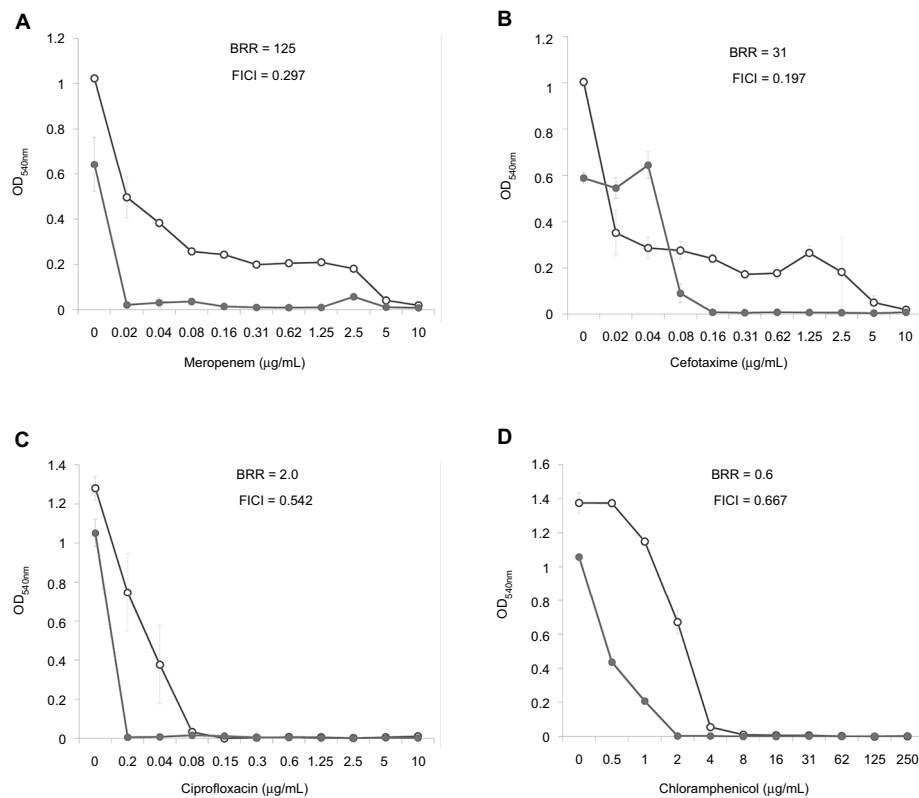 A
BRR = 125
FICI = 0.297
1.2
1
0.8
0.6
0.4
0.2
0
OD540nm
0 0.02 0.04 0.08 0.16 0.31 0.62 1.25 2.5 5 10
Meropenem (μg/mL)
B
BRR = 31
FICI = 0.197
1.2
1
0.8
0.6
0.4
0.2
0
OD540nm
0 0.02 0.04 0.08 0.16 0.31 0.62 1.25 2.5 5 10
Cefotaxime (μg/mL)
C
BRR = 2.0
FICI = 0.542
1.4
1.2
1
0.8
0.6
0.4
0.2
0
OD540nm
0 0.2 0.04 0.08 0.15 0.3 0.6 1.25 2.5 5 10
Ciprofloxacin (μg/mL)
D
BRR = 0.6
FICI = 0.667
1.6
1.4
1.2
1
0.8
0.6
0.4
0.2
0
OD540nm
0 0.5 1 2 4 8 16 31 62 125 250
Chloramphenicol (μg/mL)